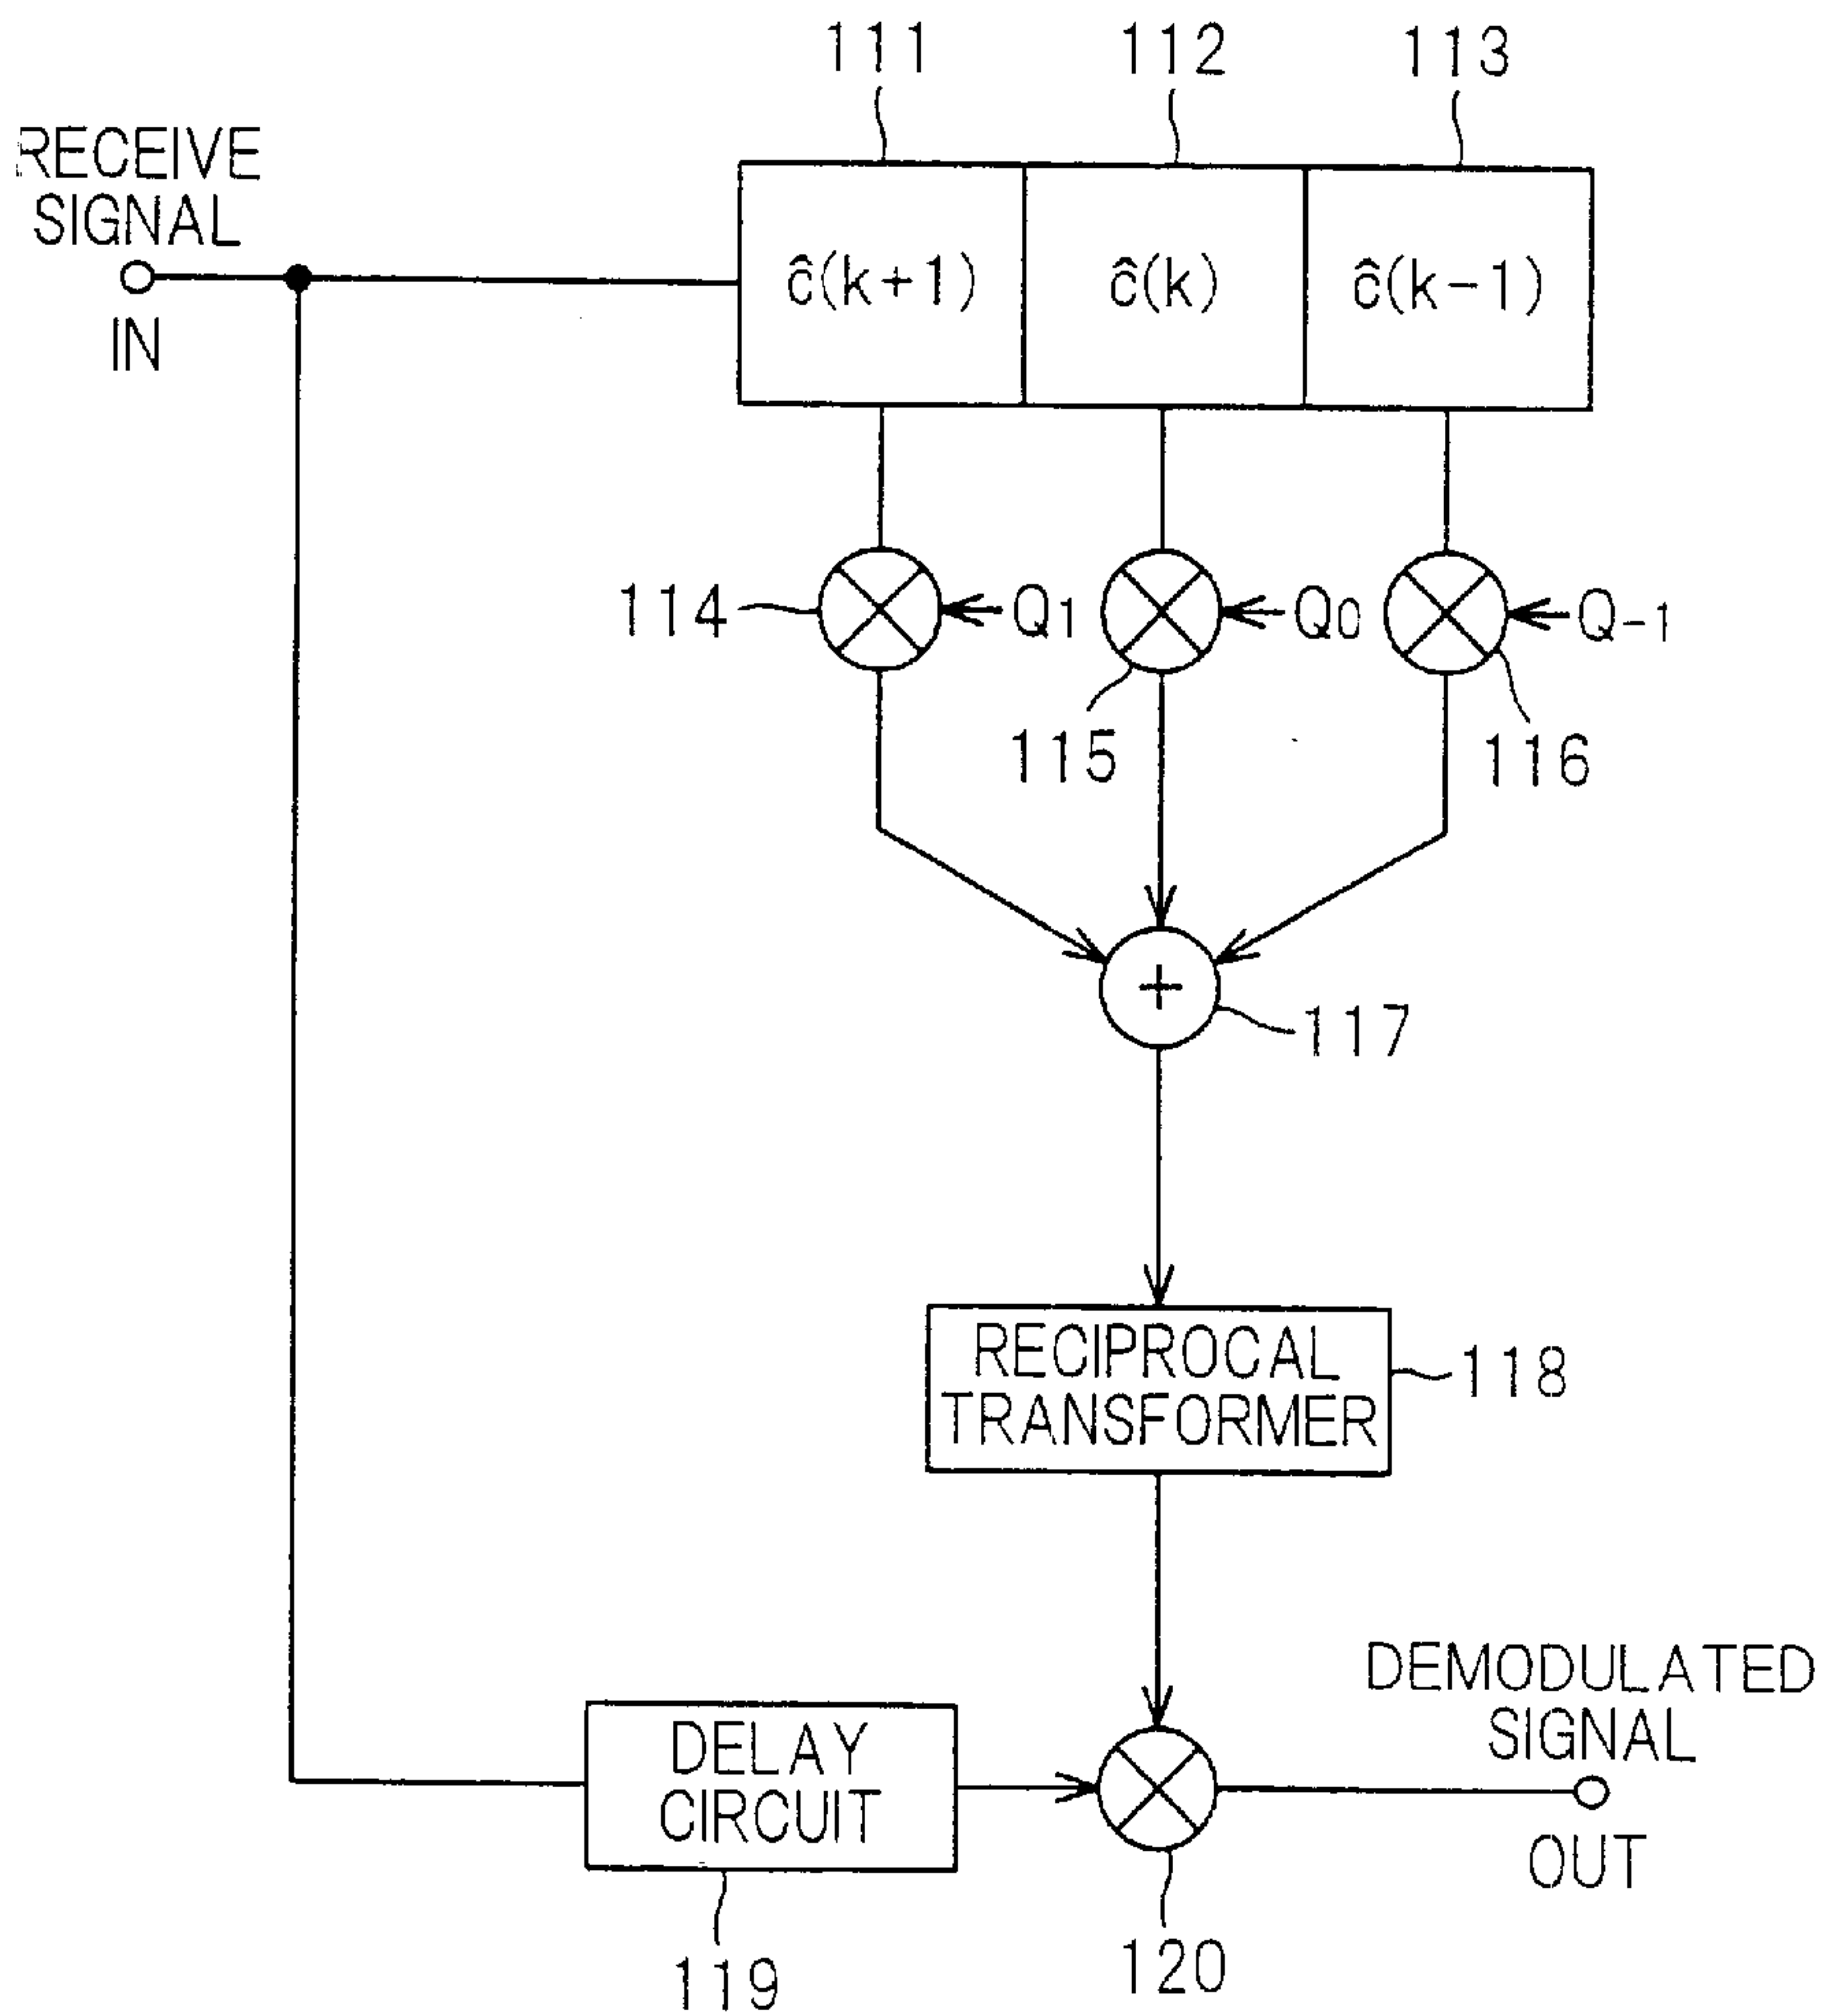 111 112 113
RECEIVE
SIGNAL
IN
ĉ(k+1) ĉ(k) ĉ(k-1)
114 Q1 Q0 Q-1
115 116
+
117
RECIPROCAL
TRANSFORMER
118
DEMODULATED
SIGNAL
OUT
DELAY
CIRCUIT
119 120